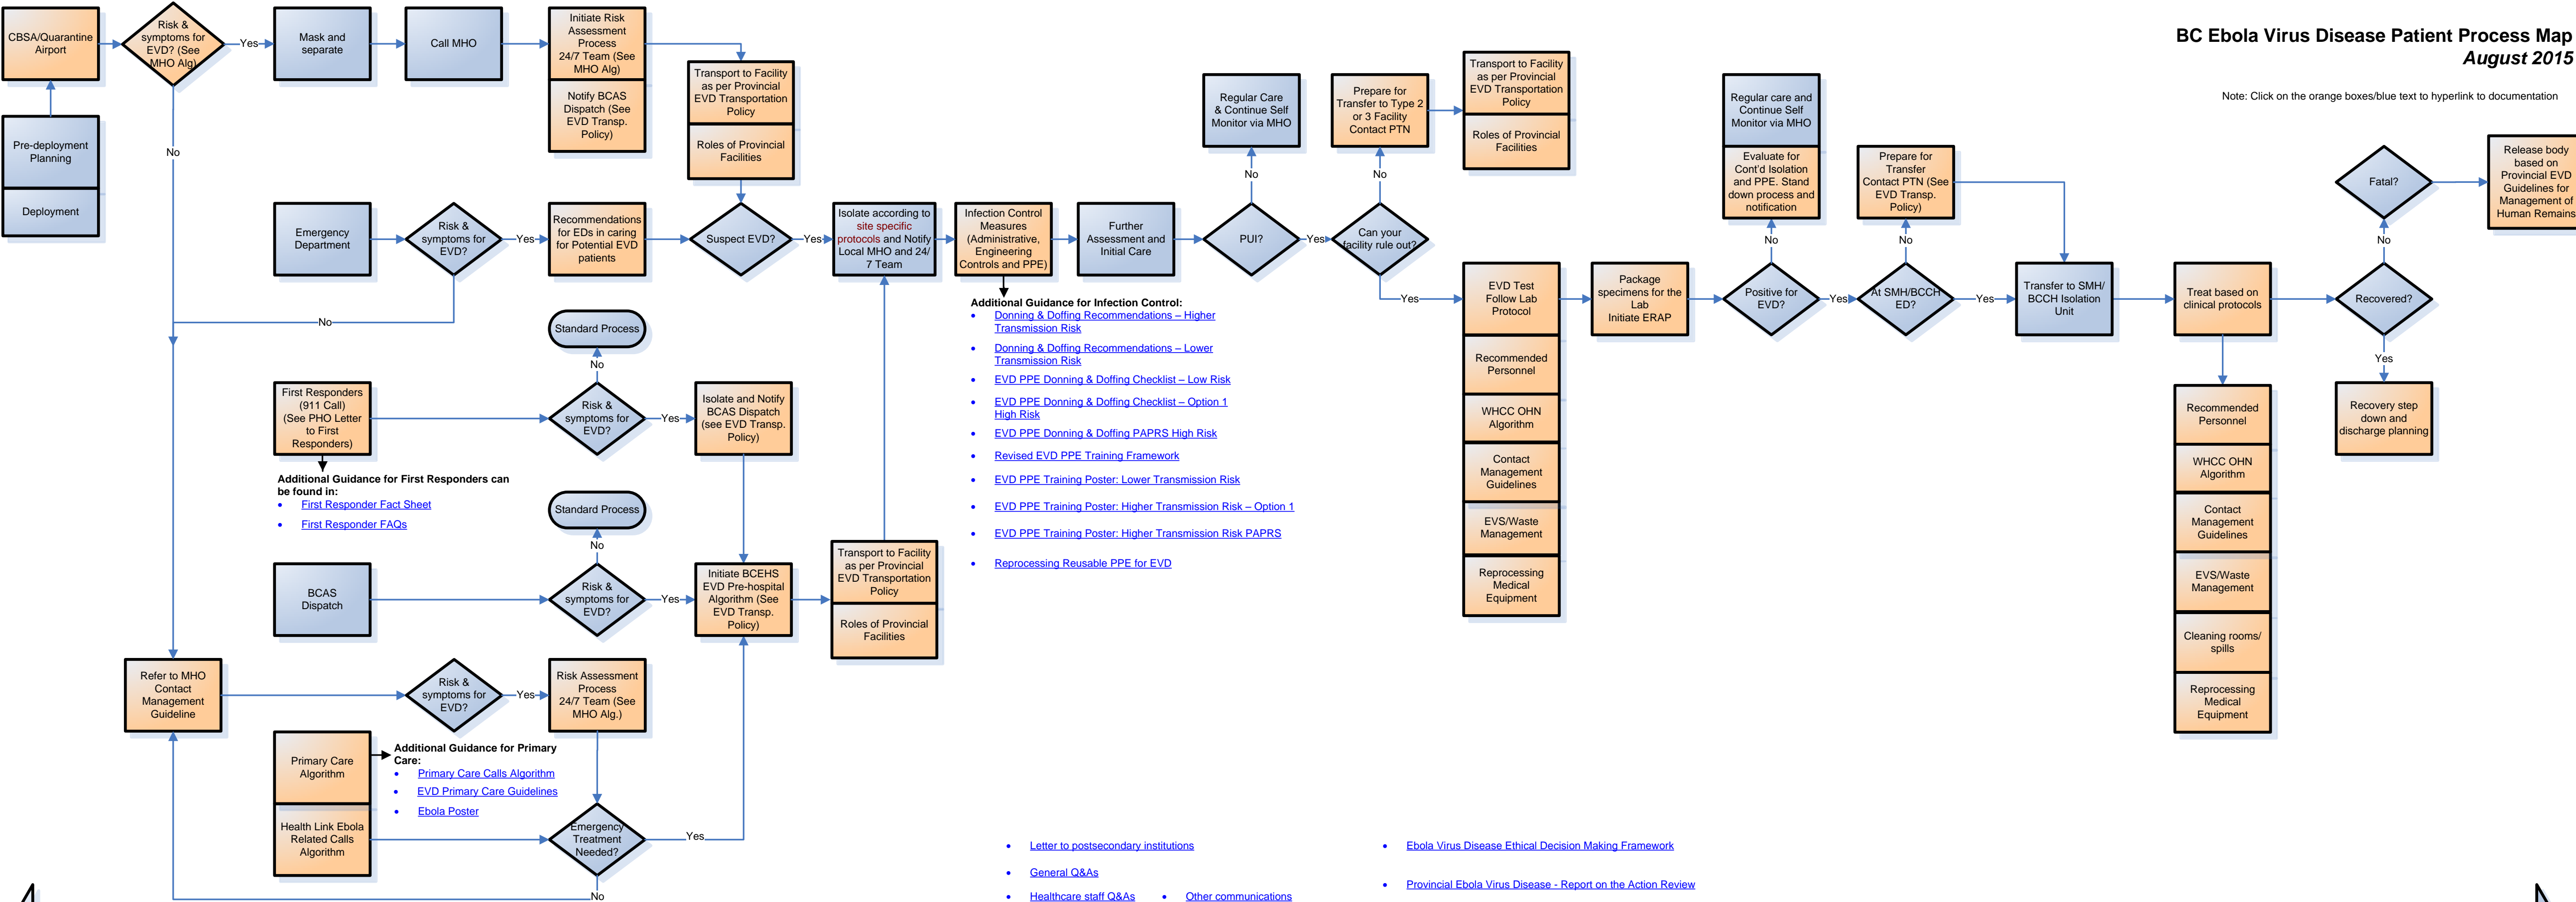 BC Ebola Virus Disease Patient Process Map
August 2015
Note: Click on the orange boxes/blue text to hyperlink to documentation
CBSA/Quarantine
Airport
Pre-deployment
Planning
Deployment
Risk &
symptoms for
EVD? (See
MHO Alg)
Yes
No
Mask and
separate
Call MHO
Initiate Risk
Assessment
Process
24/7 Team (See
MHO Alg)
Notify BCAS
Dispatch (See
EVD Transp.
Policy)
Transport to Facility
as per Provincial
EVD Transportation
Policy
Roles of Provincial
Facilities
Emergency
Department
Risk &
symptoms for
EVD?
Yes
No
Recommendations
for EDs in caring
for Potential EVD
patients
Suspect EVD?
Yes
Isolate according to
site specific
protocols and Notify
Local MHO and 24/
7 Team
Infection Control
Measures
(Administrative,
Engineering
Controls and PPE)
Further
Assessment and
Initial Care
PUI?
No
Yes
Regular Care
& Continue Self
Monitor via MHO
Can your
facility rule out?
No
Yes
Prepare for
Transfer to Type 2
or 3 Facility
Contact PTN
Transport to Facility
as per Provincial
EVD Transportation
Policy
Roles of Provincial
Facilities
EVD Test
Follow Lab
Protocol
Recommended
Personnel
WHCC OHN
Algorithm
Contact
Management
Guidelines
EVS/Waste
Management
Reprocessing
Medical
Equipment
Package
specimens for the
Lab
Initiate ERAP
Positive for
EVD?
No
Yes
Regular care and
Continue Self
Monitor via MHO
Evaluate for
Cont'd Isolation
and PPE. Stand
down process and
notification
At SMH/BCCH
ED?
No
Yes
Prepare for
Transfer
Contact PTN (See
EVD Transp.
Policy)
Transfer to SMH/
BCCH Isolation
Unit
Treat based on
clinical protocols
Recommended
Personnel
WHCC OHN
Algorithm
Contact
Management
Guidelines
EVS/Waste
Management
Cleaning rooms/
spills
Reprocessing
Medical
Equipment
Recovered?
No
Yes
Fatal?
Release body
based on
Provincial EVD
Guidelines for
Management of
Human Remains
Recovery step
down and
discharge planning
Additional Guidance for Infection Control:
• Donning & Doffing Recommendations – Higher
Transmission Risk
• Donning & Doffing Recommendations – Lower
Transmission Risk
• EVD PPE Donning & Doffing Checklist – Low Risk
• EVD PPE Donning & Doffing Checklist – Option 1
High Risk
• EVD PPE Donning & Doffing PAPRS High Risk
• Revised EVD PPE Training Framework
• EVD PPE Training Poster: Lower Transmission Risk
• EVD PPE Training Poster: Higher Transmission Risk – Option 1
• EVD PPE Training Poster: Higher Transmission Risk PAPRS
• Reprocessing Reusable PPE for EVD
First Responders
(911 Call)
(See PHO Letter
to First
Responders)
Additional Guidance for First Responders can
be found in:
• First Responder Fact Sheet
• First Responder FAQs
Standard Process
No
Risk &
symptoms for
EVD?
Yes
Isolate and Notify
BCAS Dispatch
(see EVD Transp.
Policy)
BCAS
Dispatch
Standard Process
No
Risk &
symptoms for
EVD?
Yes
Initiate BCEHS
EVD Pre-hospital
Algorithm (See
EVD Transp.
Policy)
Transport to Facility
as per Provincial
EVD Transportation
Policy
Roles of Provincial
Facilities
Refer to MHO
Contact
Management
Guideline
Risk &
symptoms for
EVD?
Yes
Risk Assessment
Process
24/7 Team (See
MHO Alg.)
Primary Care
Algorithm
Health Link Ebola
Related Calls
Algorithm
Additional Guidance for Primary
Care:
• Primary Care Calls Algorithm
• EVD Primary Care Guidelines
• Ebola Poster
Emergency
Treatment
Needed?
Yes
No
• Letter to postsecondary institutions
• General Q&As
• Healthcare staff Q&As
• Other communications
• Ebola Virus Disease Ethical Decision Making Framework
• Provincial Ebola Virus Disease - Report on the Action Review